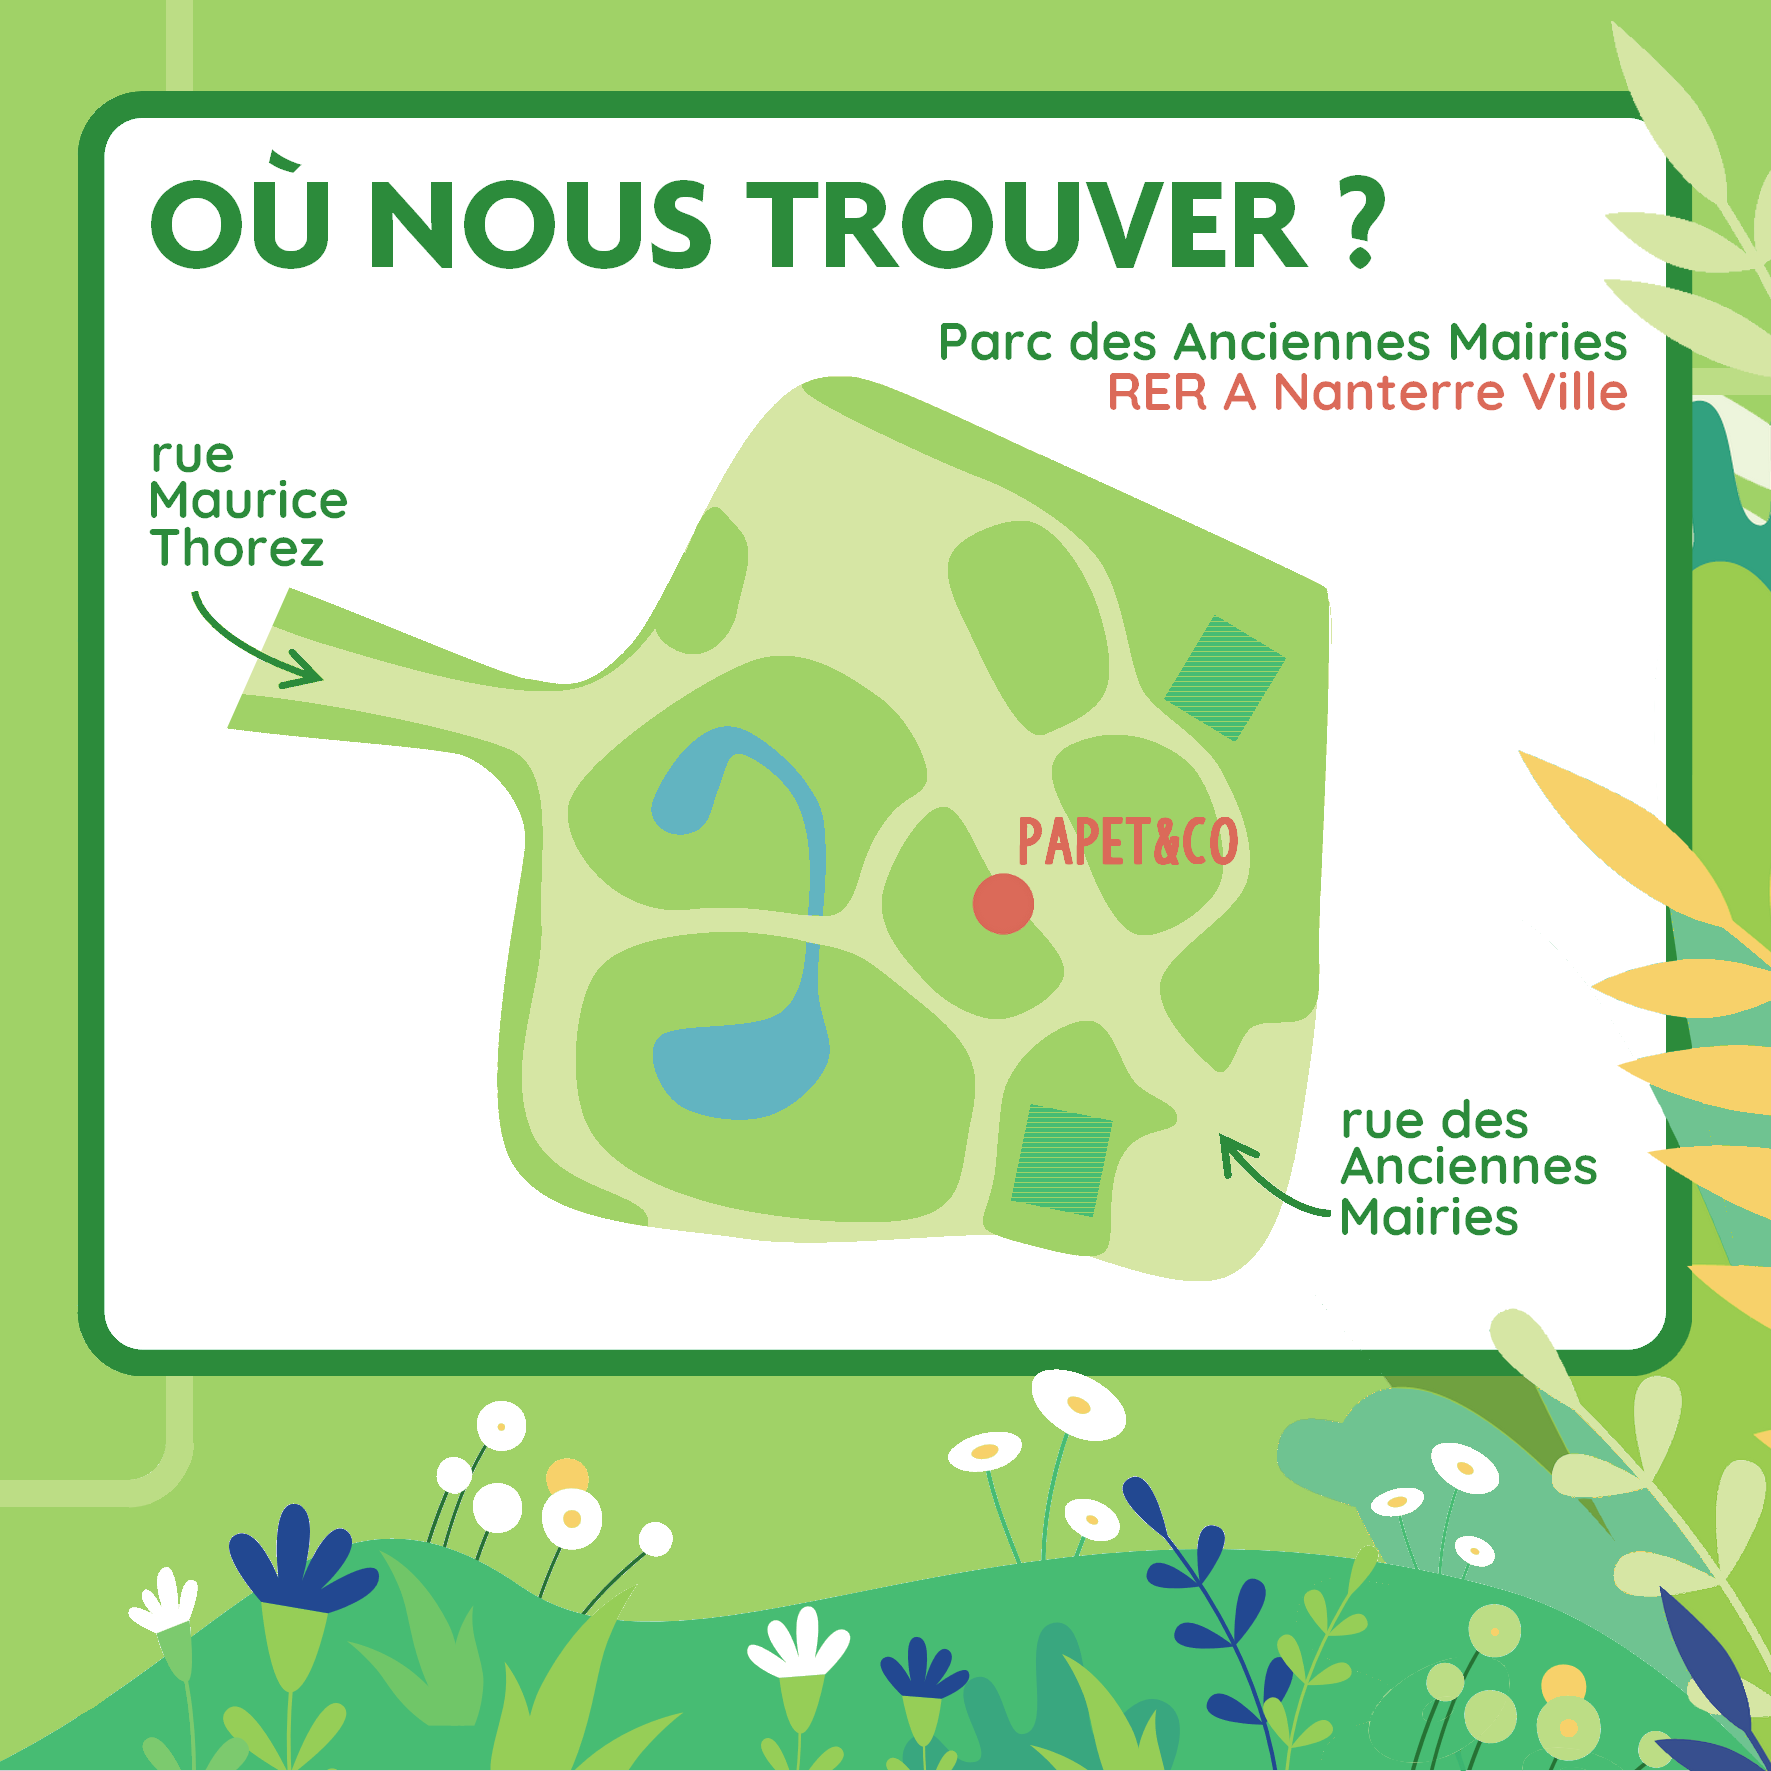 OÙ NOUS TROUVER ?
Parc des Anciennes Mairies
RER A Nanterre Ville
rue
Maurice
Thorez
PAPET&CO
rue des
Anciennes
Mairies